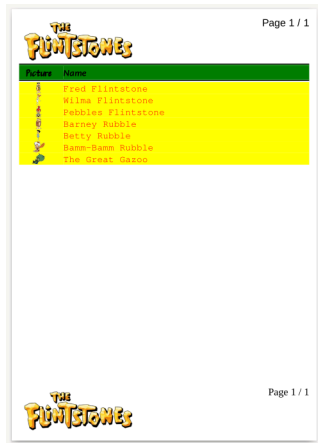 THE
FLINTSTONES
Page 1 / 1
Picture Name
Fred Flintstone
Wilma Flintstone
Pebbles Flintstone
Barney Rubble
Betty Rubble
Bamm-Bamm Rubble
The Great Gazoo
THE
FLINTSTONES
Page 1 / 1